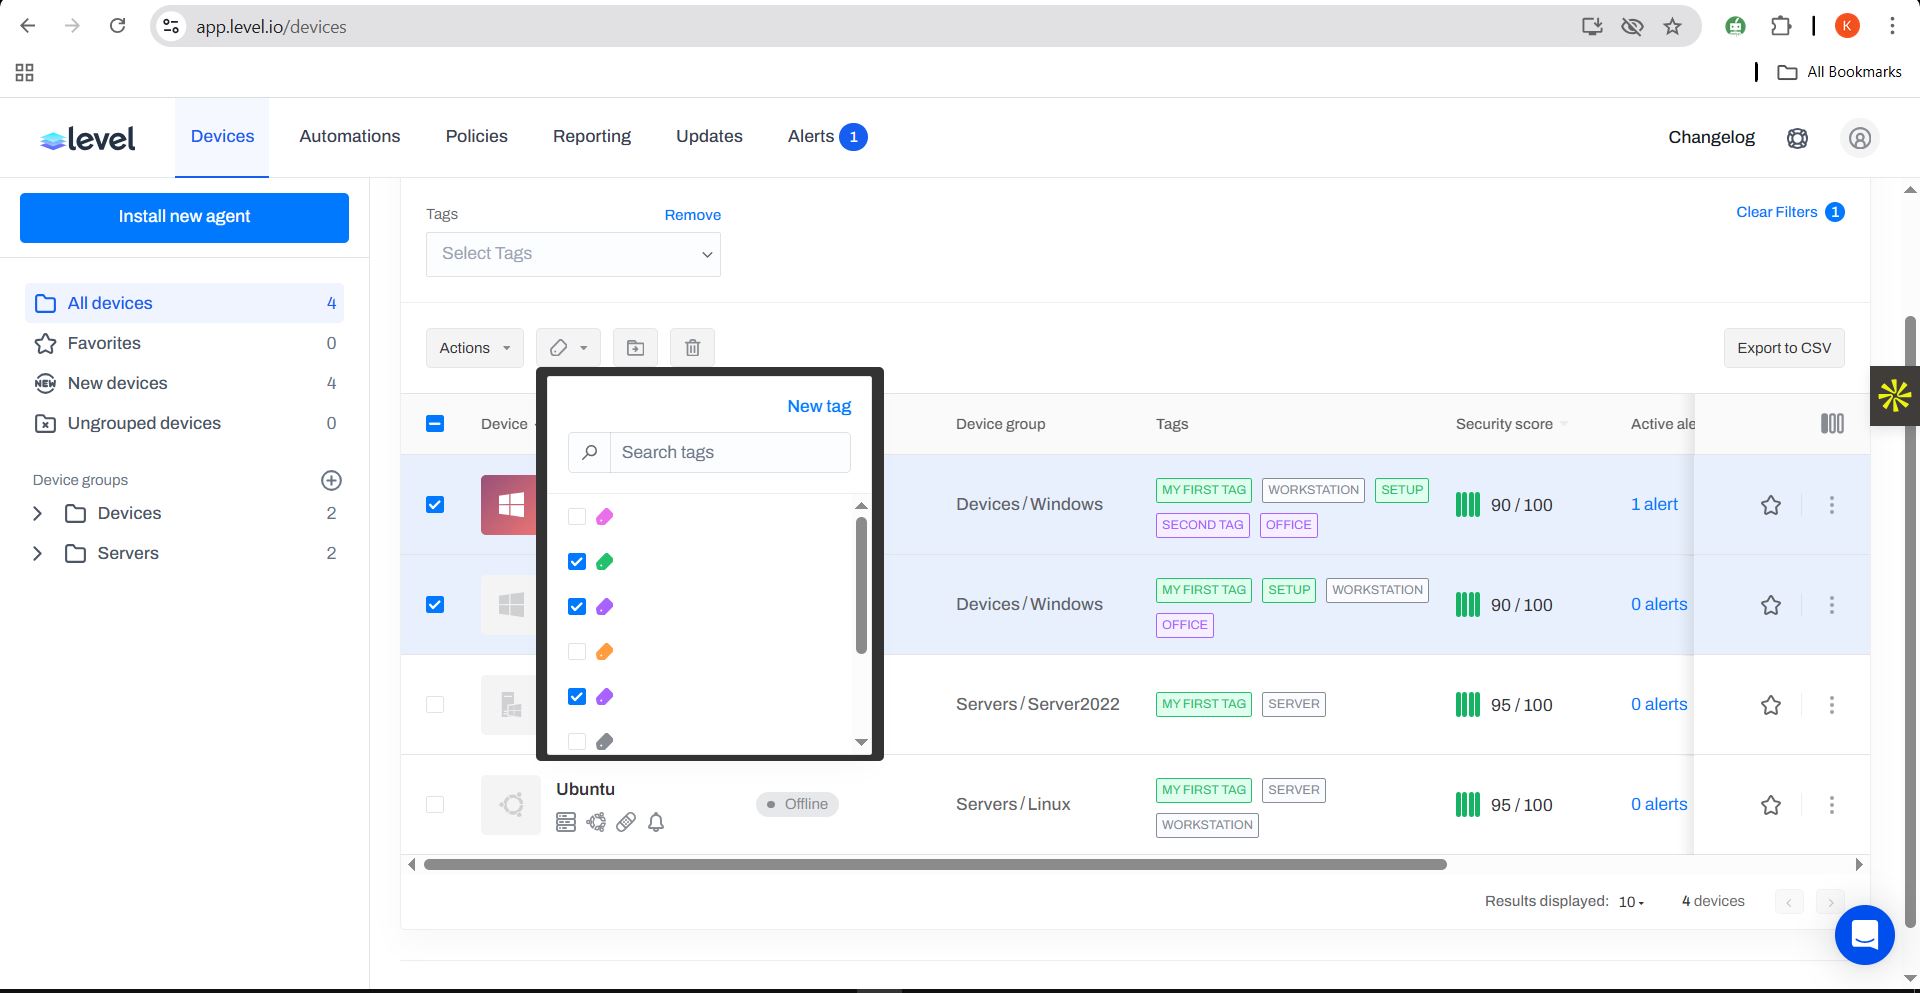 app.level.io/devices
K
All Bookmarks
level
Devices
Automations
Policies
Reporting
Updates
Alerts 1
Changelog
Install new agent
All devices 4
Favorites 0
NEW New devices 4
Ungrouped devices 0
Device groups
Devices 2
Servers 2
Tags Remove
Select Tags
Clear Filters 1
Actions
Export to CSV
New tag
Search tags
Device Device group Tags Security score Active ale
Devices / Windows MY FIRST TAG WORKSTATION SETUP 90 / 100 1 alert
SECOND TAG OFFICE
Devices / Windows MY FIRST TAG SETUP WORKSTATION 90 / 100 0 alerts
OFFICE
Servers / Server2022 MY FIRST TAG SERVER 95 / 100 0 alerts
Ubuntu Offline Servers / Linux MY FIRST TAG SERVER 95 / 100 0 alerts
WORKSTATION
Results displayed: 10 4 devices